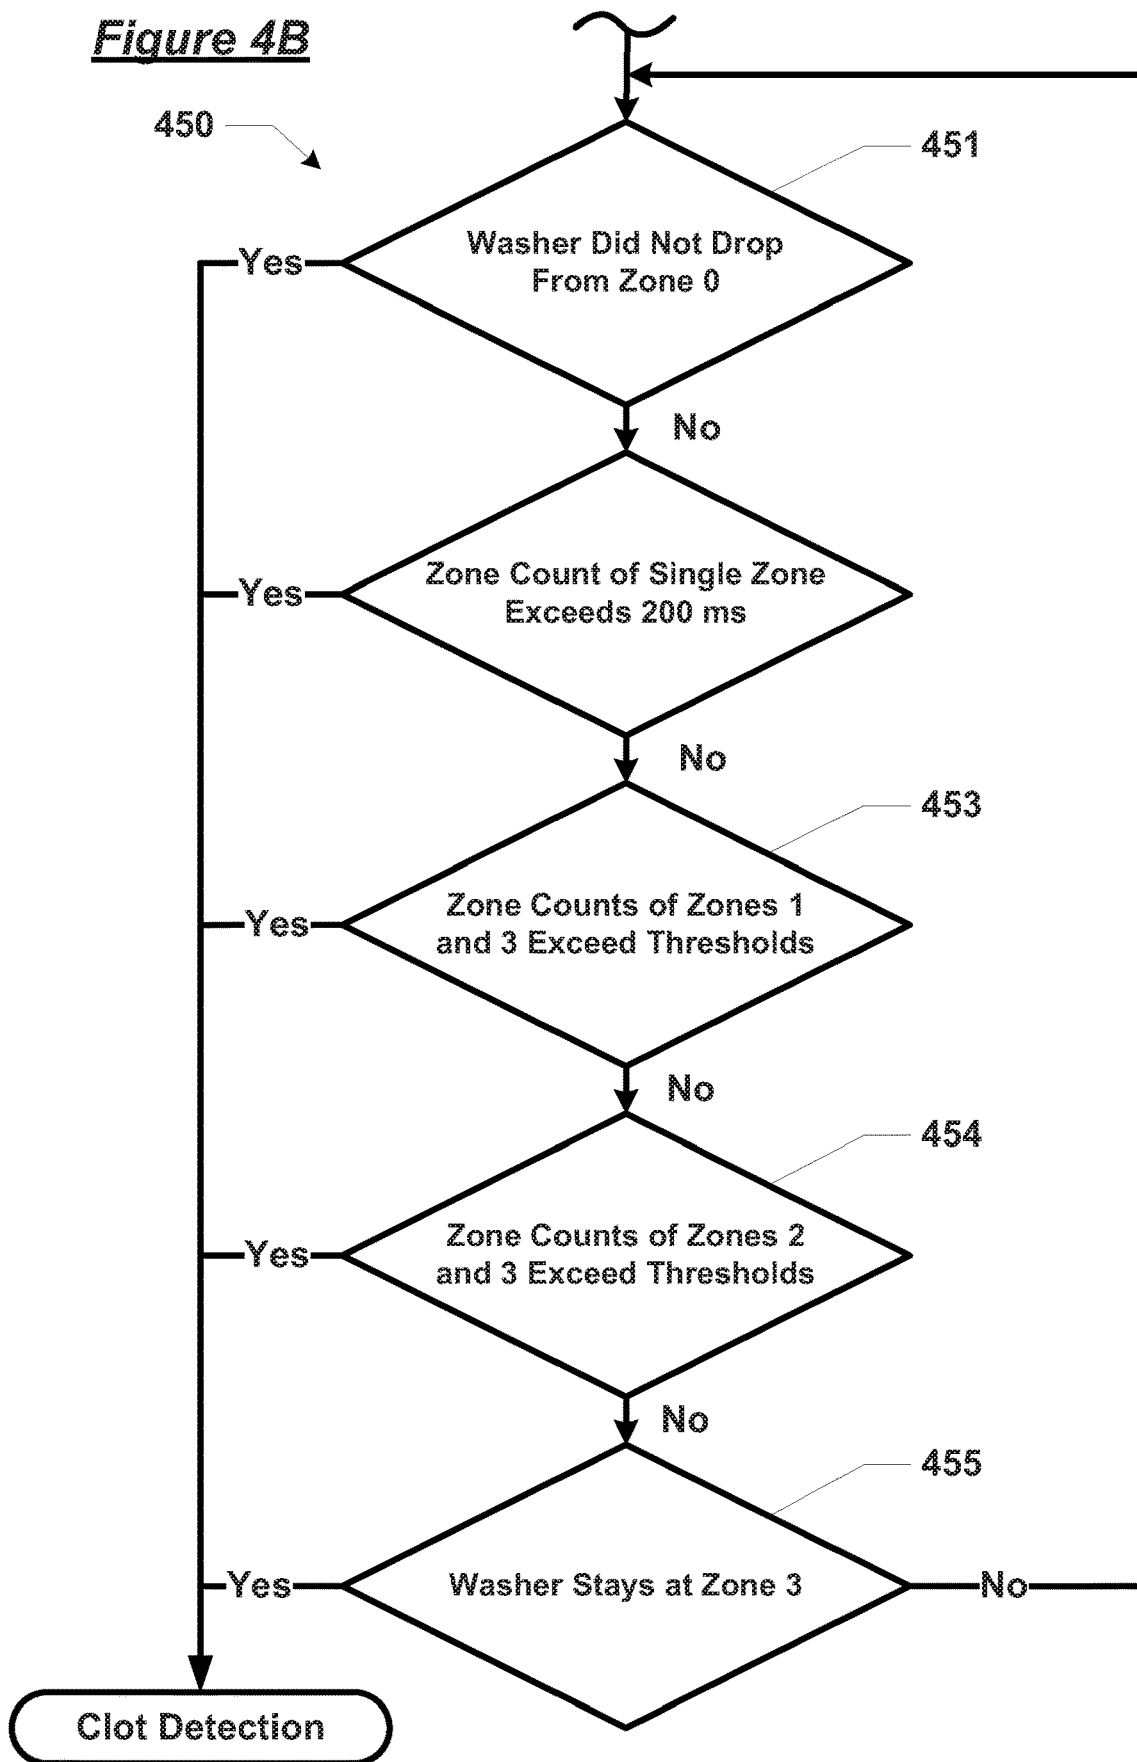 Figure 4B
450
451
Washer Did Not Drop
From Zone 0
Yes
No
Zone Count of Single Zone
Exceeds 200 ms
Yes
No
453
Zone Counts of Zones 1
and 3 Exceed Thresholds
Yes
No
454
Zone Counts of Zones 2
and 3 Exceed Thresholds
Yes
No
455
Washer Stays at Zone 3
Yes
No
Clot Detection